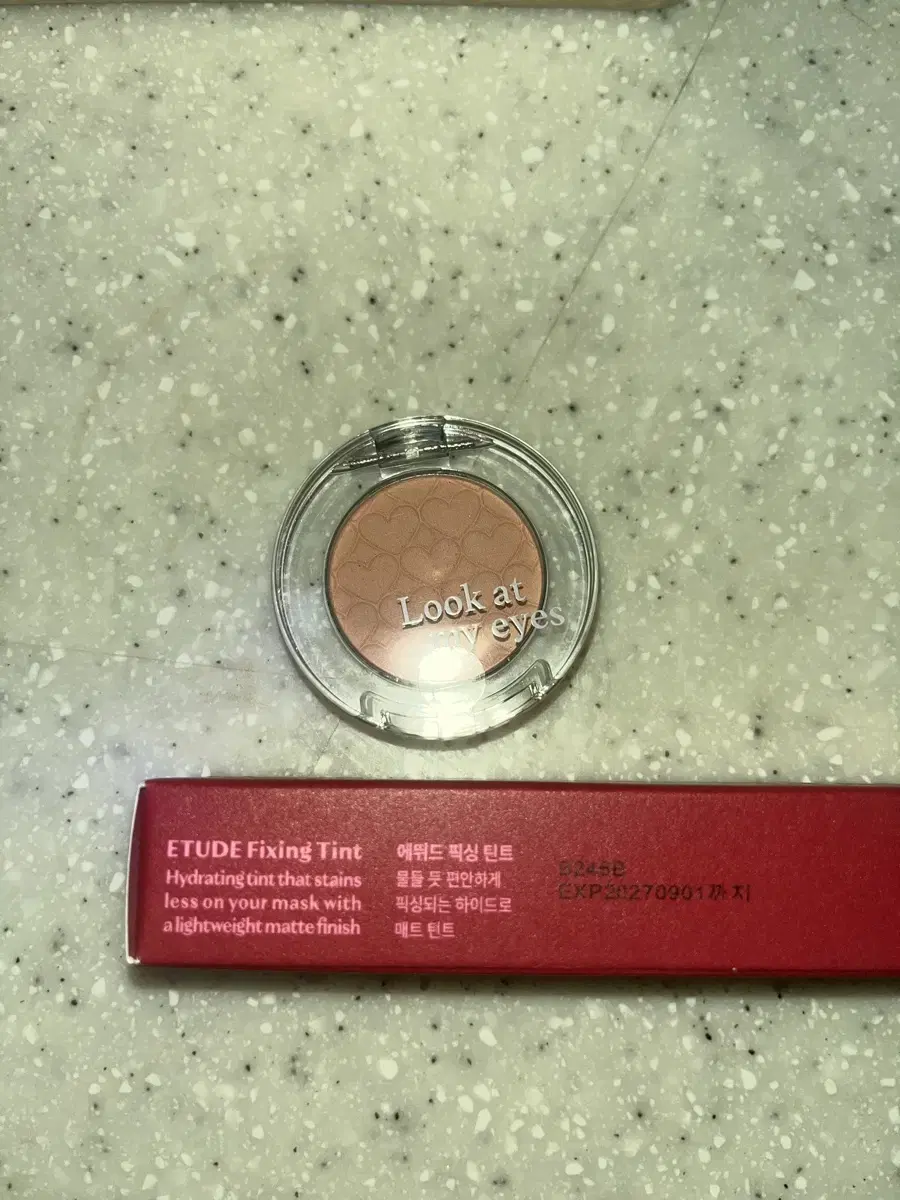 Look at
my eyes
ETUDE Fixing Tint
Hydrating tint that stains
less on your mask with
a lightweight matte finish
에뛰드 픽싱 틴트
물들 듯 편안하게
픽싱되는 하이드로
매트 틴트
EXP20270901까지